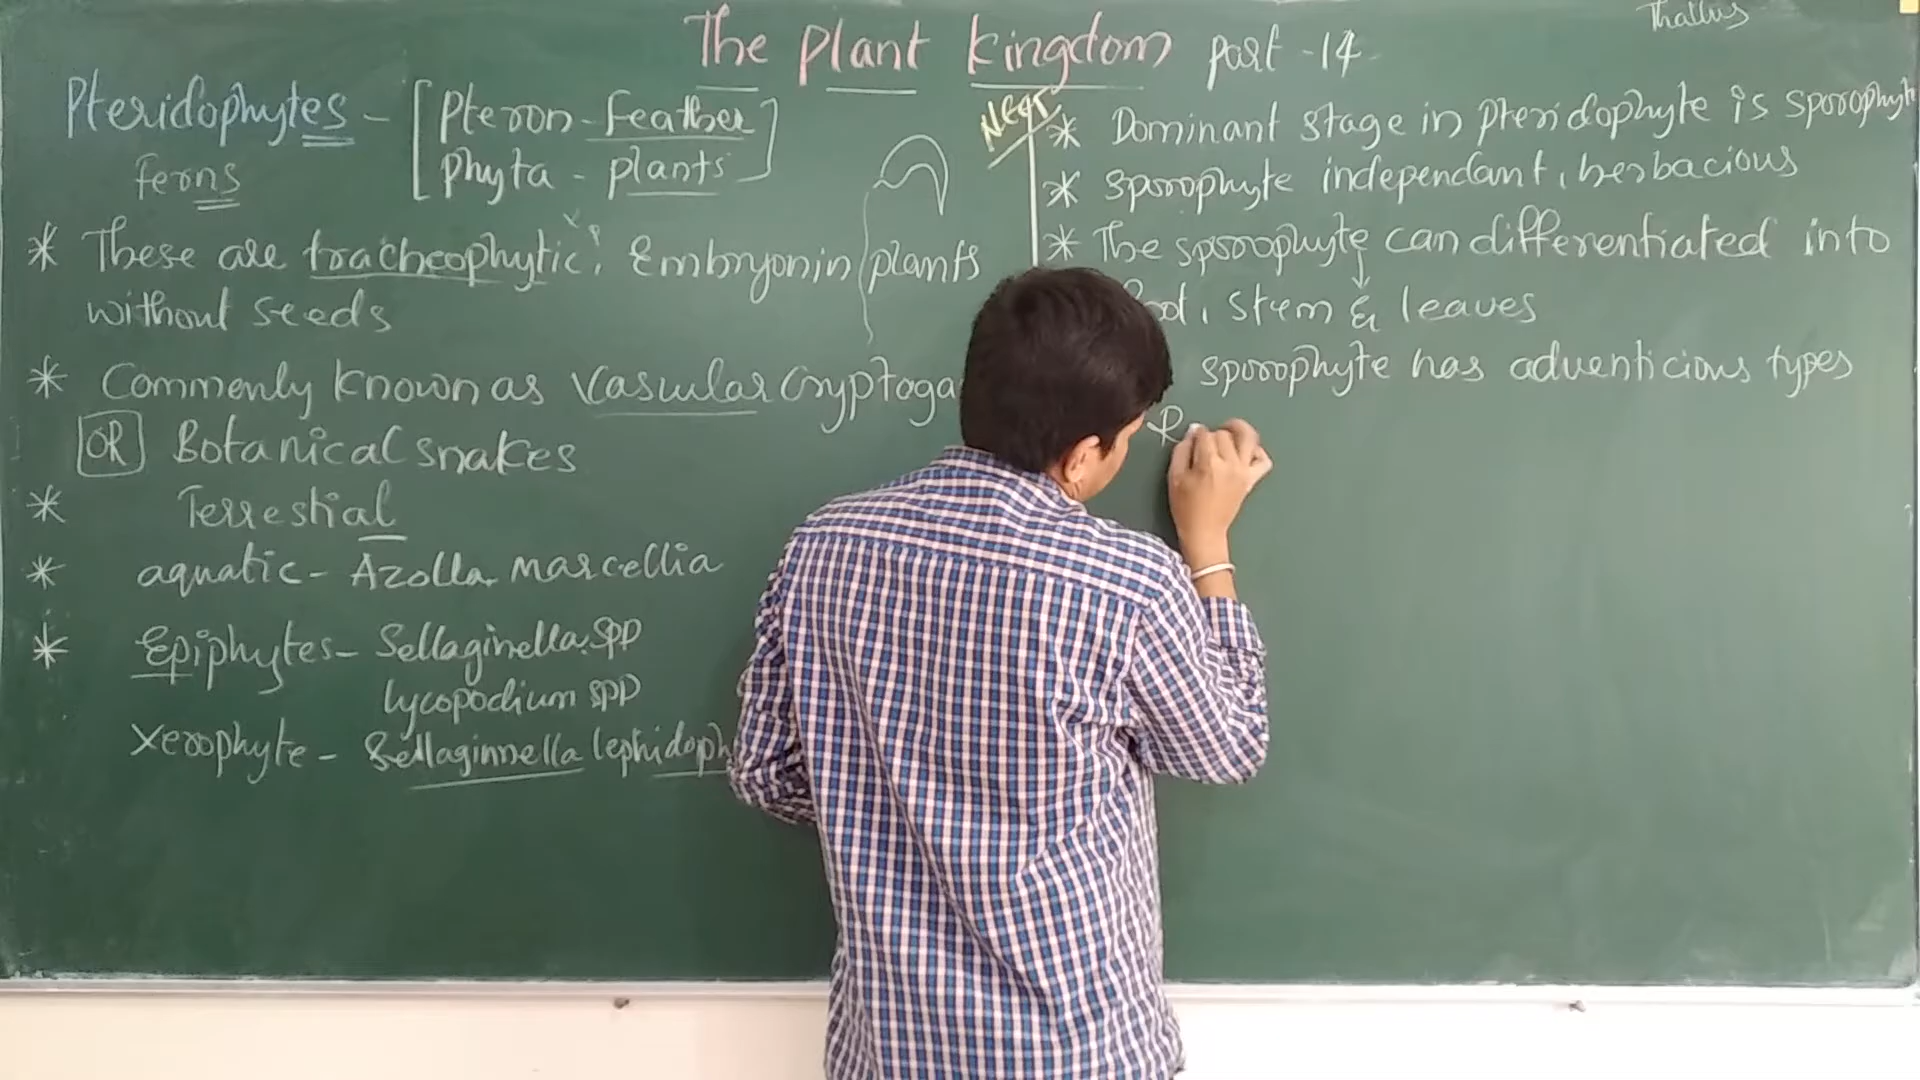 Thallus
The Plant Kingdom part -14
Pteridophytes - [ Pteron - Feather
ferns phyta - plants ]
* These are tracheophytic, Embryonin plants
without seeds
* Commenly known as vascular cryptoga
OR Botanical snakes
* Terrestial
* aquatic - Azolla, marcellia
* Epiphytes - Sellaginella spp
lycopodium spp
xerophyte - Sellaginnella lephidoph
Neet
* Dominant stage in pteridophyte is sporophyte
* sporophyte independant, herbacious
* The sporophyte can differentiated into
oot, stem & leaves
sporophyte has adventicious types
R